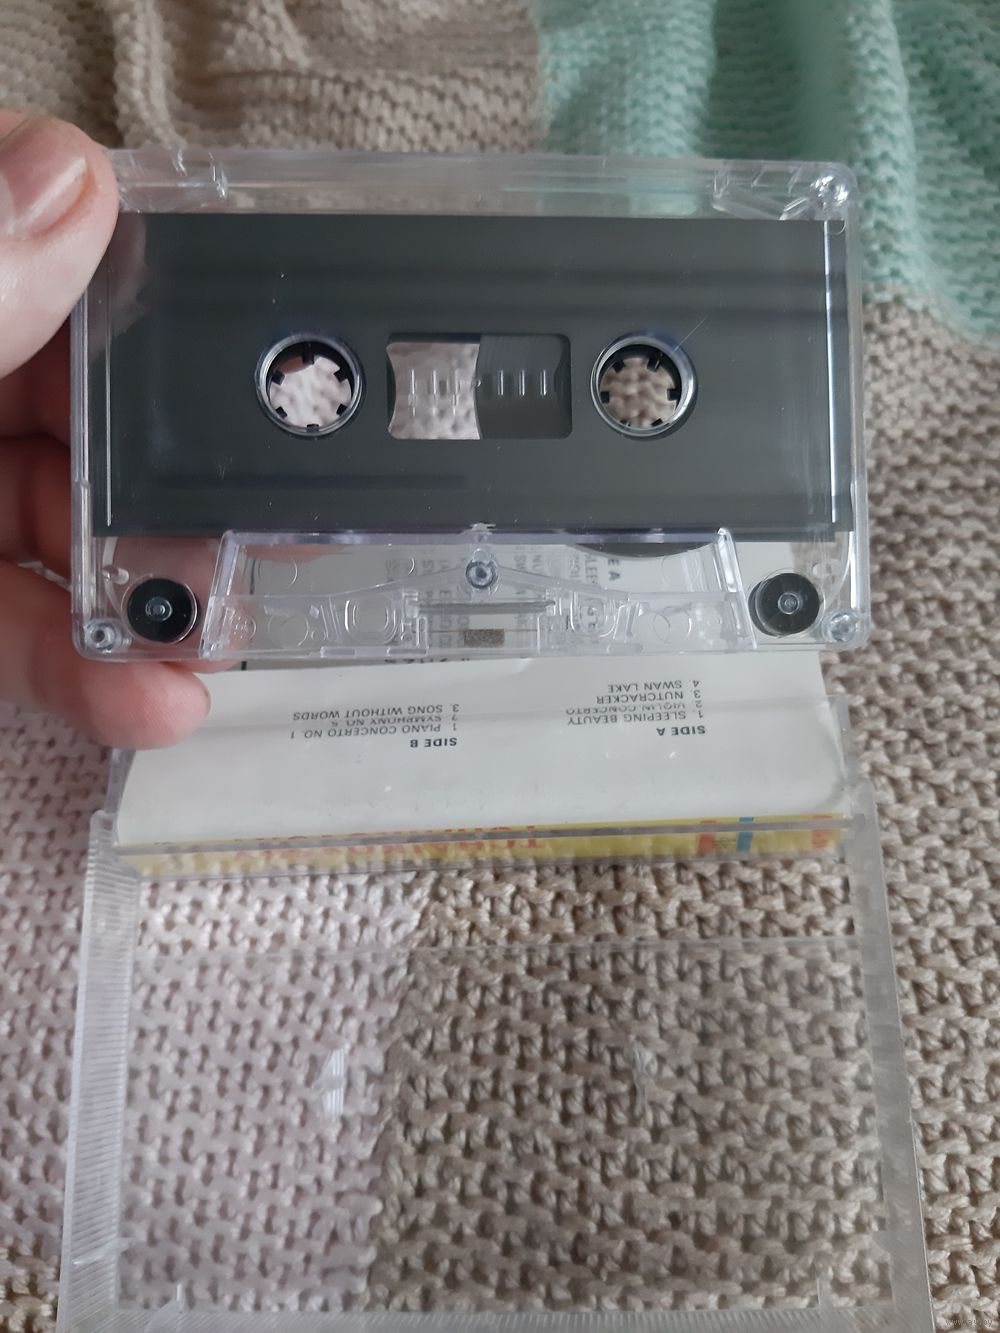 SIDE A
1. SLEEPING BEAUTY
2. VIOLIN CONCERTO
3. NUTCRACKER
4. SWAN LAKE
SIDE B
1. PIANO CONCERTO NO. 1
2. SYMPHONY NO. 5
3. SONG WITHOUT WORDS